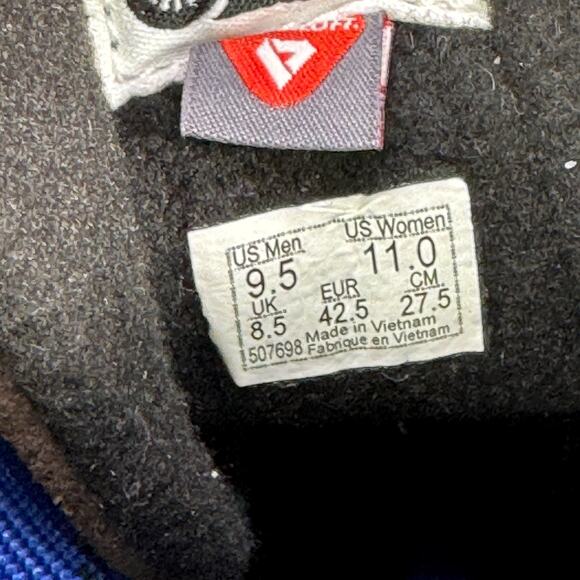 US Men US Women
9.5 11.0
UK EUR CM
8.5 42.5 27.5
507698 Made in Vietnam
Fabrique en Vietnam